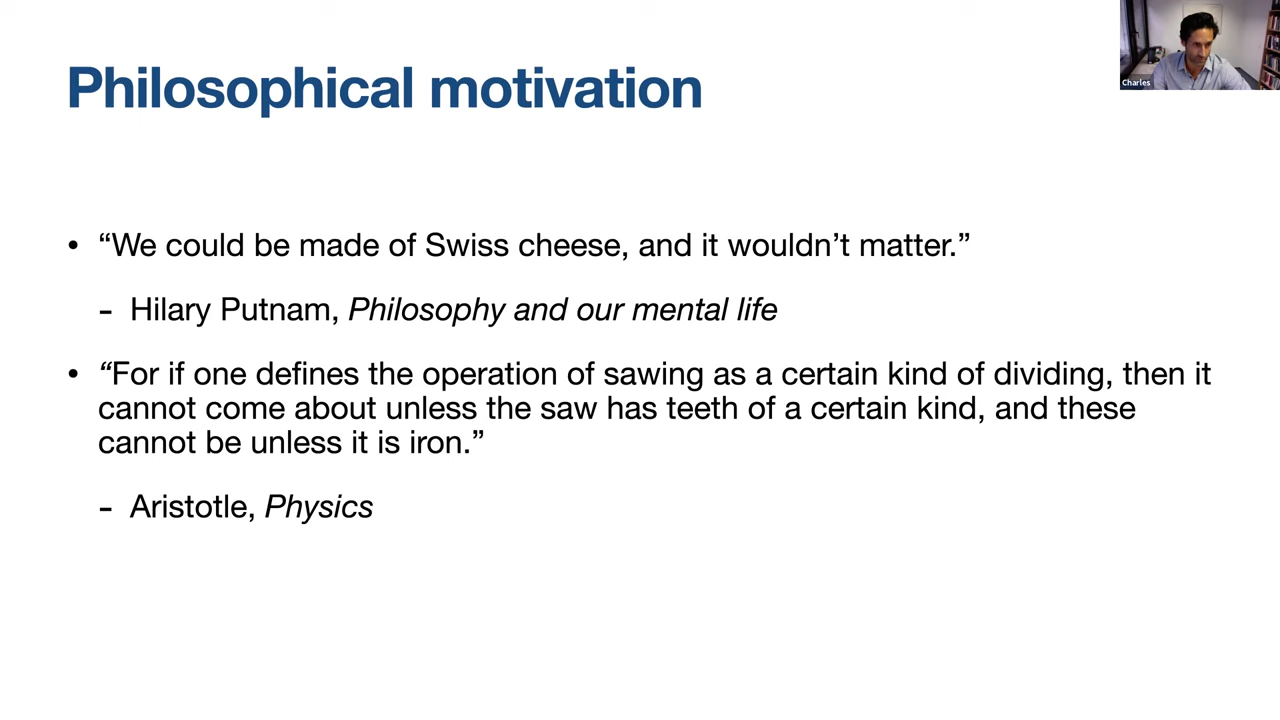 Philosophical motivation
Charles
• “We could be made of Swiss cheese, and it wouldn’t matter.”
- Hilary Putnam, Philosophy and our mental life
• “For if one defines the operation of sawing as a certain kind of dividing, then it
cannot come about unless the saw has teeth of a certain kind, and these
cannot be unless it is iron.”
- Aristotle, Physics